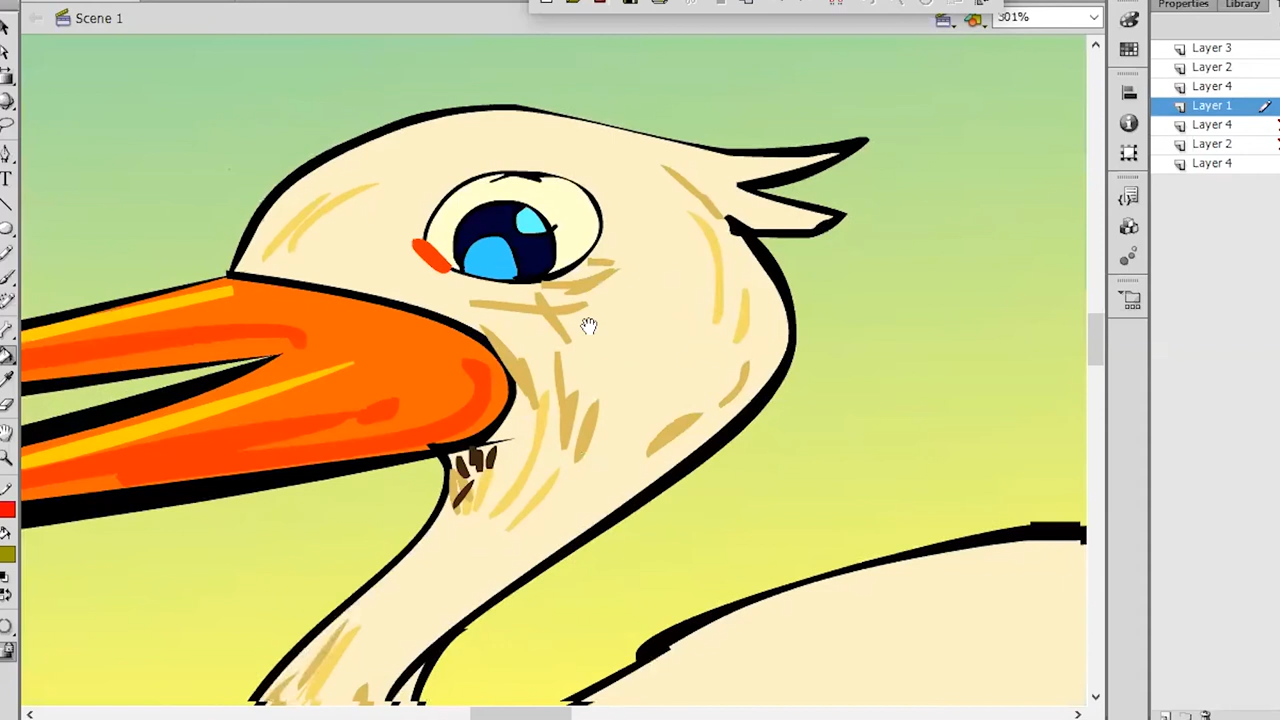 Properties Library
Scene 1
301%
Layer 3
Layer 2
Layer 4
Layer 1
Layer 4
Layer 2
Layer 4